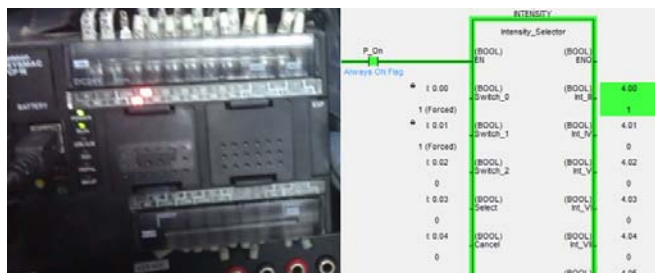 SYSMAC
BATTERY
EXP
INTENSITY
Intensity_Selector
P_On
(BOOL)
EN
(BOOL)
ENO
Always ON Flag
I: 0.00
(BOOL)
Switch_0
(BOOL)
Int_III
4.00
1 (Forced)
1
I: 0.01
(BOOL)
Switch_1
(BOOL)
Int_IV
4.01
1 (Forced)
0
I: 0.02
(BOOL)
Switch_2
(BOOL)
Int_V
4.02
0
0
I: 0.03
(BOOL)
Select
(BOOL)
Int_VI
4.03
0
0
I: 0.04
(BOOL)
Cancel
(BOOL)
Int_VII
4.04
0
0
(BOOL)
4.05